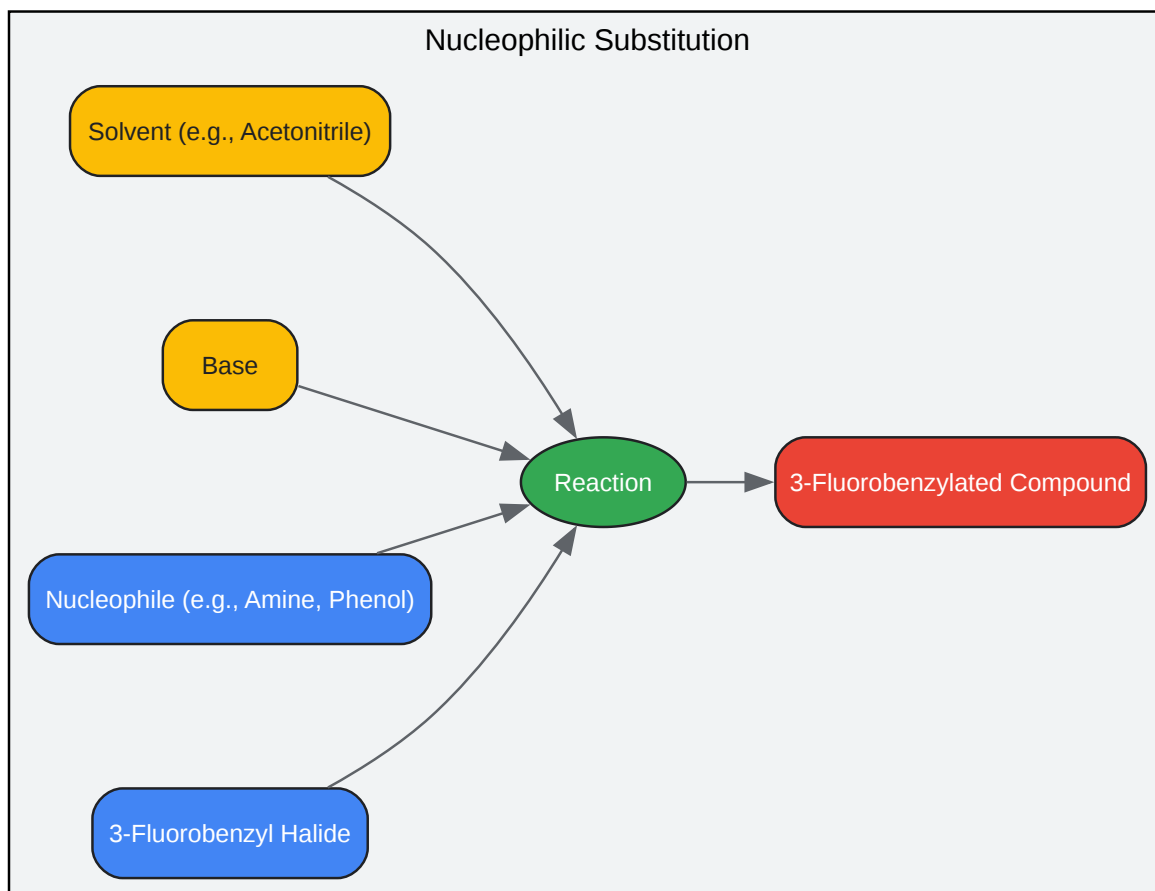 Nucleophilic Substitution
Solvent (e.g., Acetonitrile)
Base
Reaction
3-Fluorobenzylated Compound
Nucleophile (e.g., Amine, Phenol)
3-Fluorobenzyl Halide